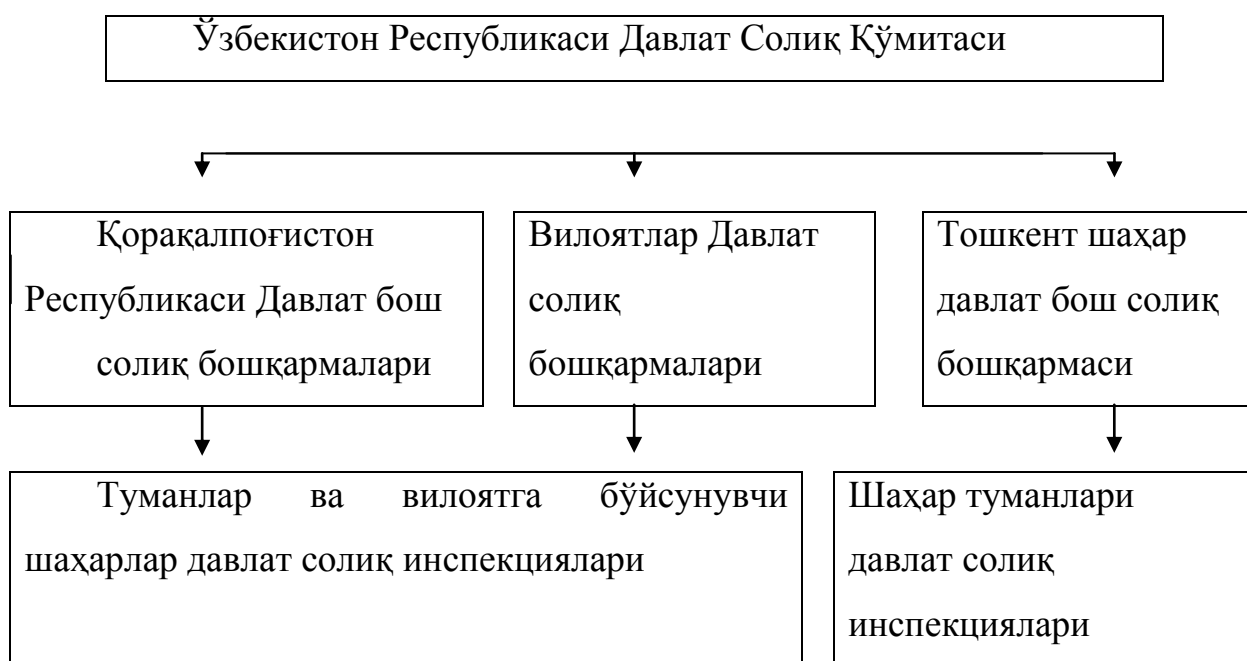 Ўзбекистон Республикаси Давлат Солиқ Қўмитаси
Қорақалпоғистон
Республикаси Давлат бош
солиқ бошқармалари
Вилоятлар Давлат
солиқ
бошқармалари
Тошкент шаҳар
давлат бош солиқ
бошқармаси
Туманлар ва вилоятга бўйсунувчи
шаҳарлар давлат солиқ инспекциялари
Шаҳар туманлари
давлат солиқ
инспекциялари